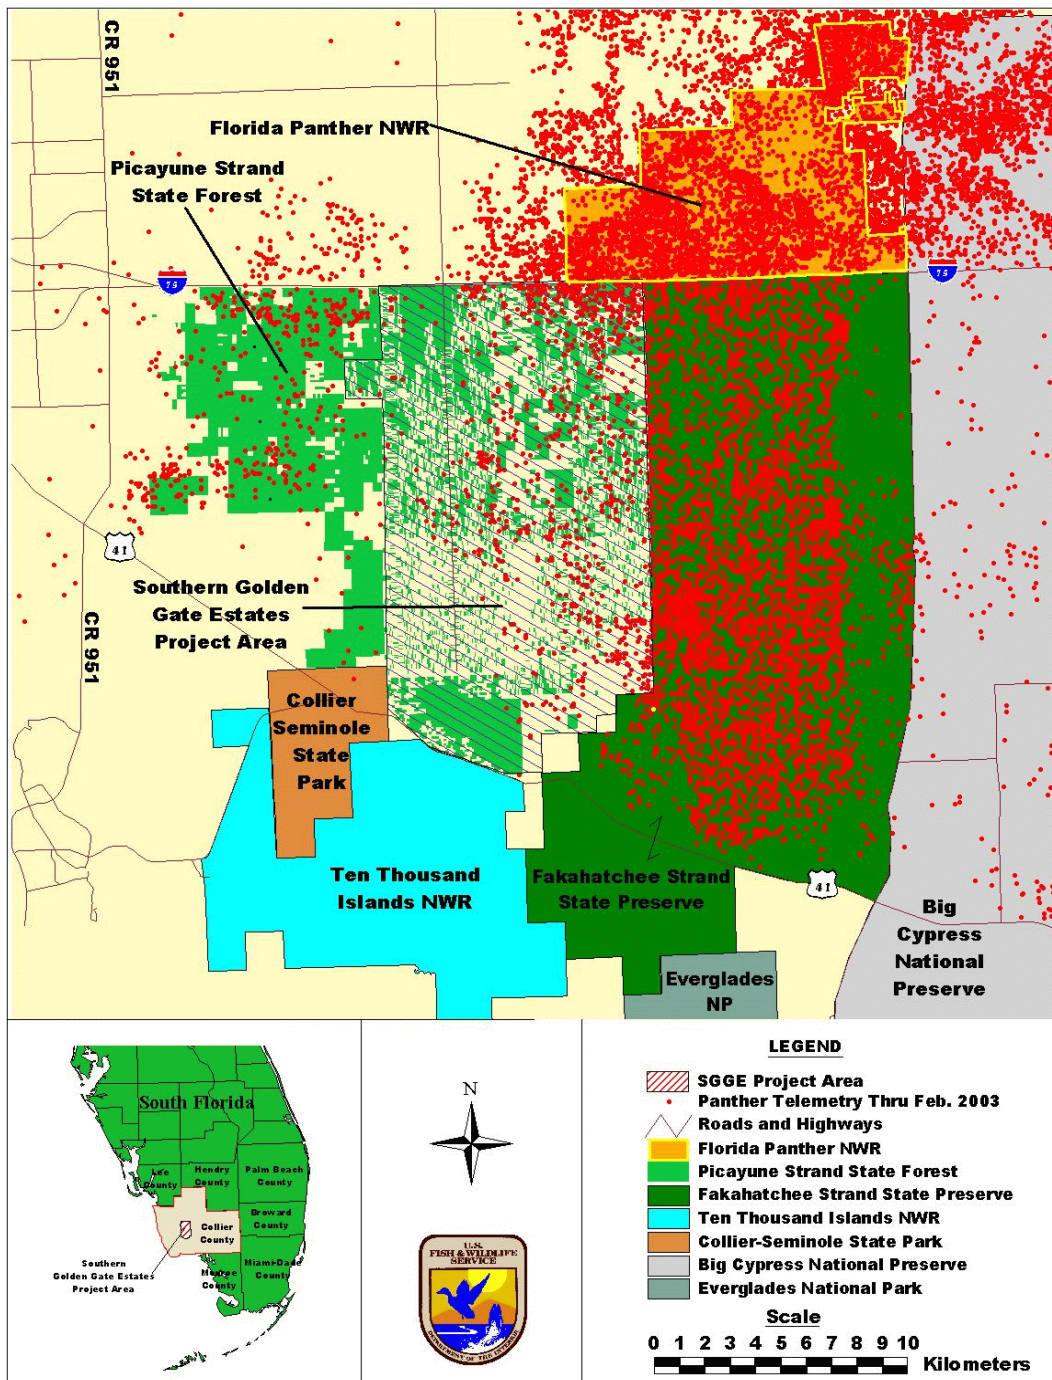 CR 951
Florida Panther NWR
Picayune Strand
State Forest
75
75
41
Southern Golden
Gate Estates
Project Area
CR 951
Collier
Seminole
State
Park
Ten Thousand
Islands NWR
Fakahatchee Strand
State Preserve
41
Big
Cypress
National
Preserve
Everglades
NP
South Florida
Lee
County
Hendry
County
Palm Beach
County
Broward
County
Collier
County
Miami-Dade
County
Monroe
County
Southern
Golden Gate Estates
Project Area
N
U.S.
FISH & WILDLIFE
SERVICE
DEPARTMENT OF THE INTERIOR
LEGEND
SGGE Project Area
Panther Telemetry Thru Feb. 2003
Roads and Highways
Florida Panther NWR
Picayune Strand State Forest
Fakahatchee Strand State Preserve
Ten Thousand Islands NWR
Collier-Seminole State Park
Big Cypress National Preserve
Everglades National Park
Scale
0 1 2 3 4 5 6 7 8 9 10
Kilometers